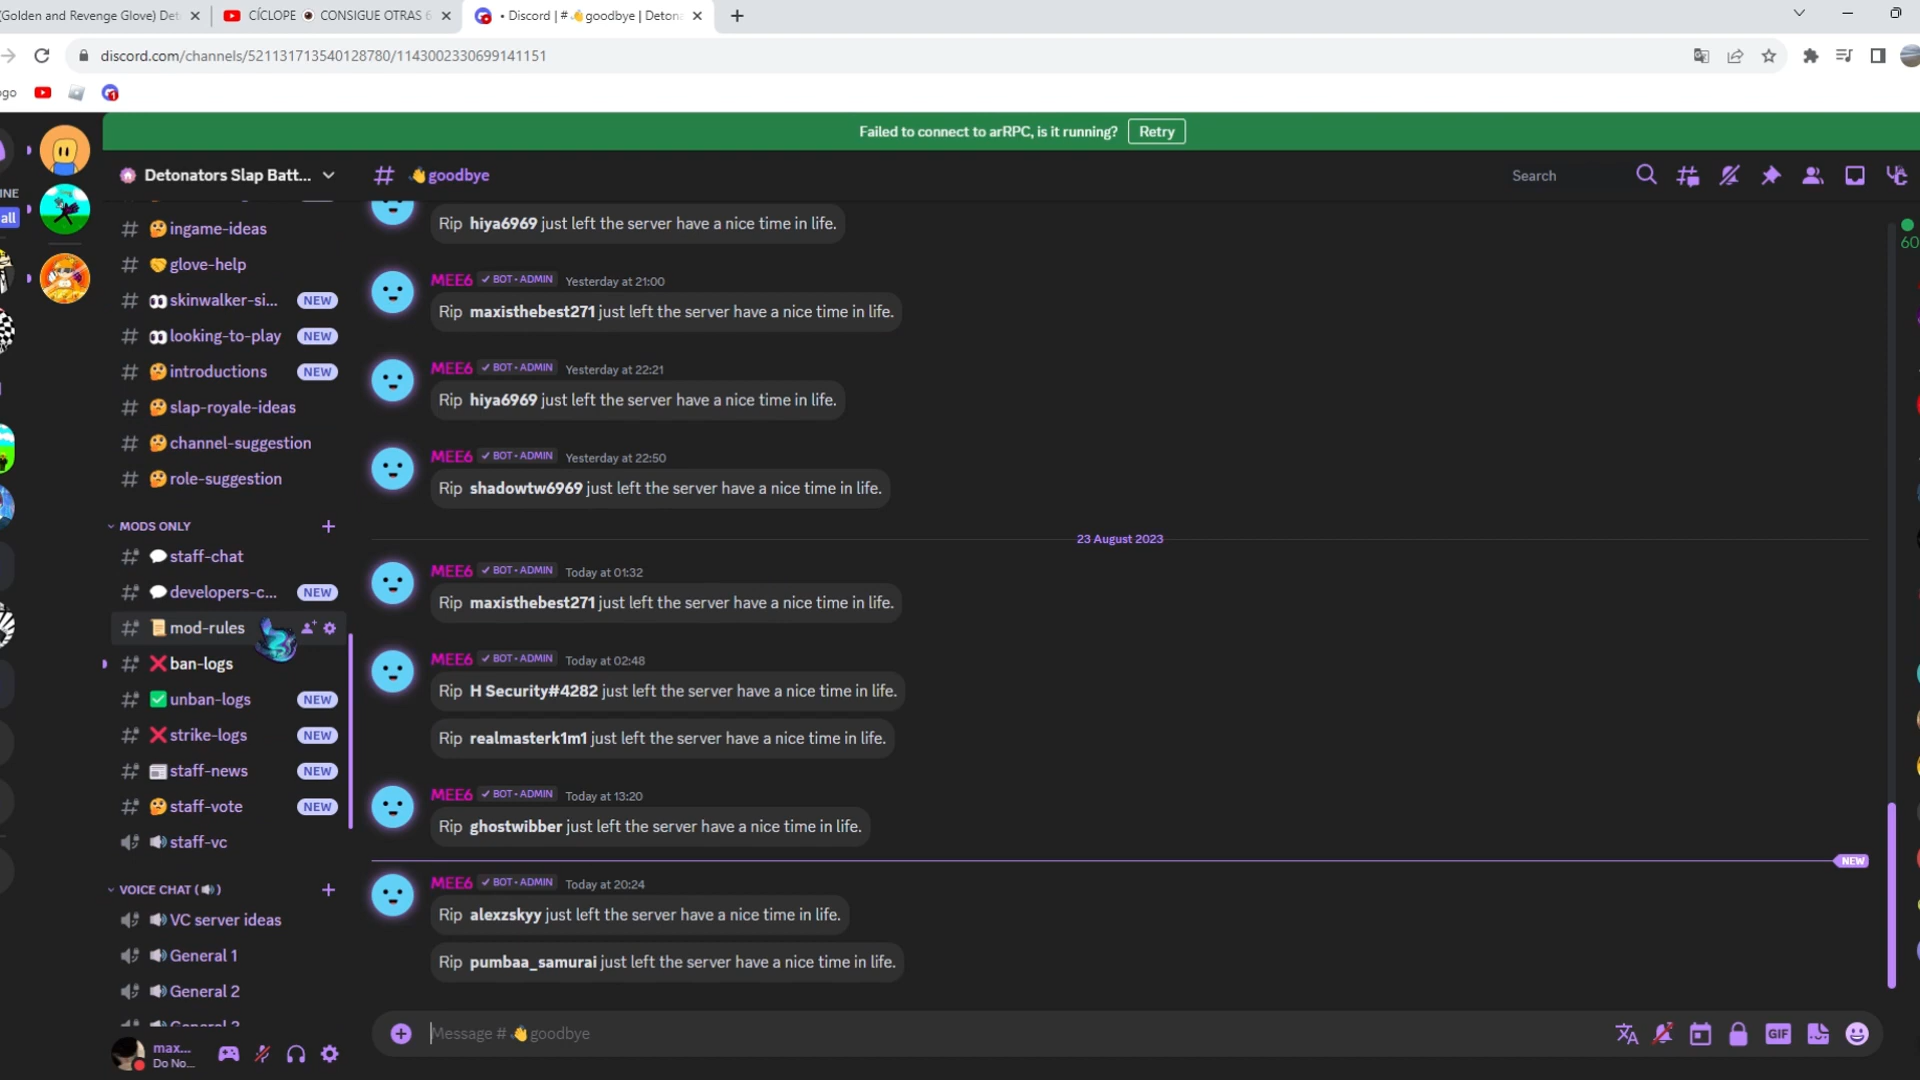 (Golden and Revenge Glove) Det
CÍCLOPE 👁 CONSIGUE OTRAS 6
• Discord | #👋goodbye | Detona
discord.com/channels/521131713540128780/1143002330699141151
ogo
Failed to connect to arRPC, is it running?
Retry
Detonators Slap Batt...
# 👋goodbye
Search
INE
all
60
# 🤔ingame-ideas
# 🤝glove-help
# 👀skinwalker-si... NEW
# 👀looking-to-play NEW
# 🤔introductions NEW
# 🤔slap-royale-ideas
# 🤔channel-suggestion
# 🤔role-suggestion
MODS ONLY
# 💬staff-chat
# 💬developers-c... NEW
# 📜mod-rules
# ❌ban-logs
# ✅unban-logs NEW
# ❌strike-logs NEW
# 📰staff-news NEW
# 🤔staff-vote NEW
🔊staff-vc
VOICE CHAT (🔊)
🔊VC server ideas
🔊General 1
🔊General 2
max...
Do No...
Rip hiya6969 just left the server have a nice time in life.
MEE6 ✓ BOT • ADMIN Yesterday at 21:00
Rip maxisthebest271 just left the server have a nice time in life.
MEE6 ✓ BOT • ADMIN Yesterday at 22:21
Rip hiya6969 just left the server have a nice time in life.
MEE6 ✓ BOT • ADMIN Yesterday at 22:50
Rip shadowtw6969 just left the server have a nice time in life.
23 August 2023
MEE6 ✓ BOT • ADMIN Today at 01:32
Rip maxisthebest271 just left the server have a nice time in life.
MEE6 ✓ BOT • ADMIN Today at 02:48
Rip H Security#4282 just left the server have a nice time in life.
Rip realmasterk1m1 just left the server have a nice time in life.
MEE6 ✓ BOT • ADMIN Today at 13:20
Rip ghostwibber just left the server have a nice time in life.
NEW
MEE6 ✓ BOT • ADMIN Today at 20:24
Rip alexzskyy just left the server have a nice time in life.
Rip pumbaa_samurai just left the server have a nice time in life.
Message #👋goodbye
GIF